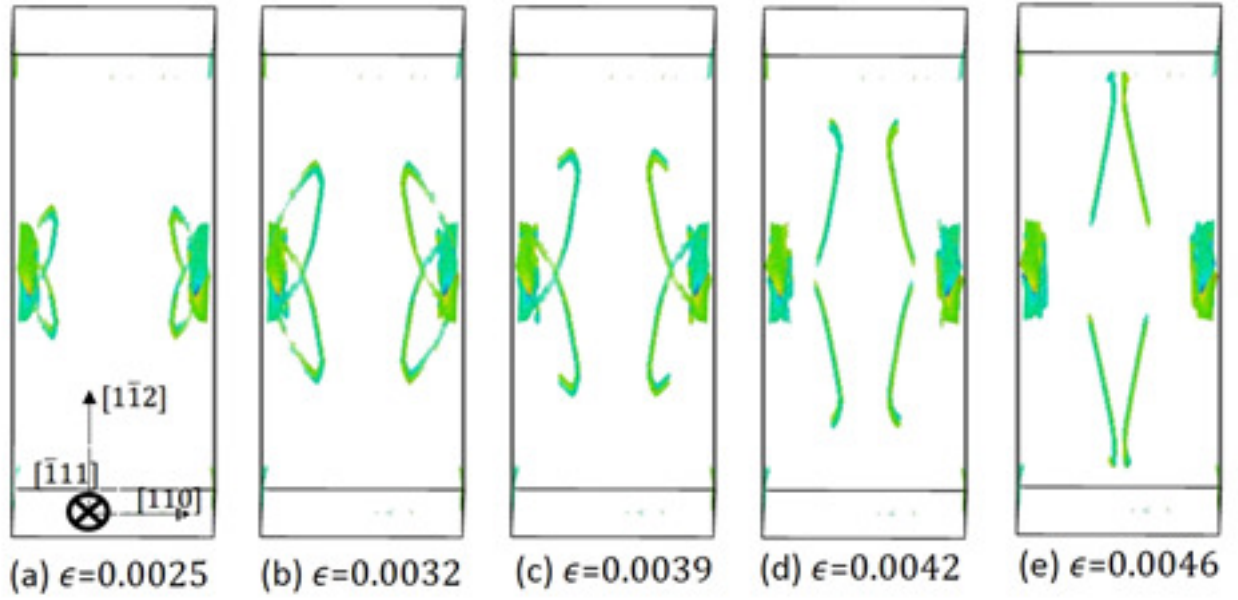 [11̅2]
[1̅11]
[110]
(a) ϵ=0.0025
(b) ϵ=0.0032
(c) ϵ=0.0039
(d) ϵ=0.0042
(e) ϵ=0.0046